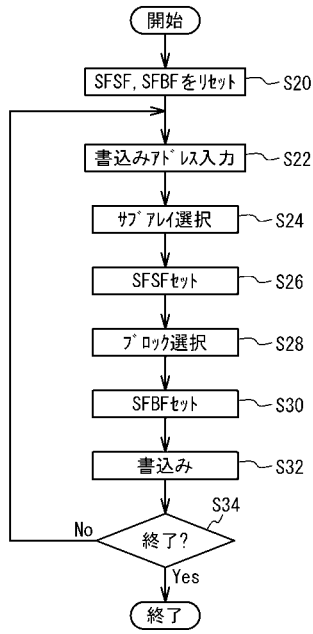 開始
SFSF, SFBFをリセット S20
書込みアドレス入力 S22
サブアレイ選択 S24
SFSFセット S26
ブロック選択 S28
SFBFセット S30
書込み S32
S34
No 終了?
Yes
終了